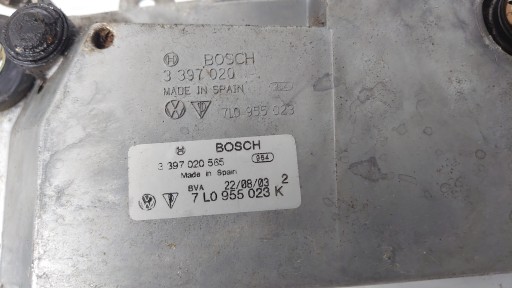 BOSCH
3 397 020
MADE IN SPAIN
7L0 955 023
BOSCH
3 397 020 565
064
Made in Spain
BVA 22/08/03 2
7 L0 955 023 K